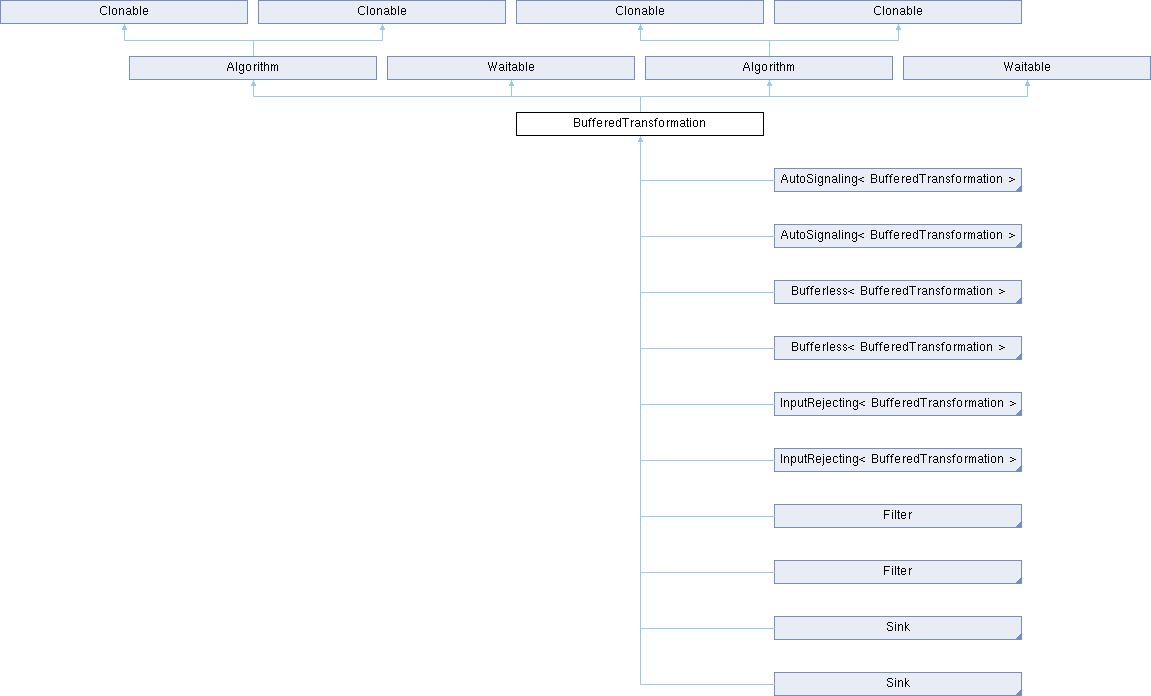 Clonable
Clonable
Clonable
Clonable
Algorithm
Waitable
Algorithm
Waitable
BufferedTransformation
AutoSignaling< BufferedTransformation >
AutoSignaling< BufferedTransformation >
Bufferless< BufferedTransformation >
Bufferless< BufferedTransformation >
InputRejecting< BufferedTransformation >
InputRejecting< BufferedTransformation >
Filter
Filter
Sink
Sink